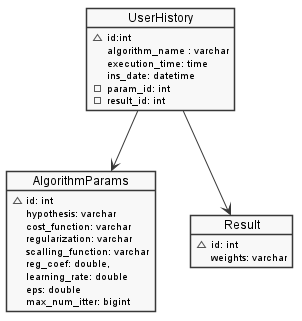 UserHistory
id:int
algorithm_name : varchar
execution_time: time
ins_date: datetime
param_id: int
result_id: int
AlgorithmParams
id: int
hypothesis: varchar
cost_function: varchar
regularization: varchar
scalling_function: varchar
reg_coef: double,
learning_rate: double
eps: double
max_num_itter: bigint
Result
id: int
weights: varchar